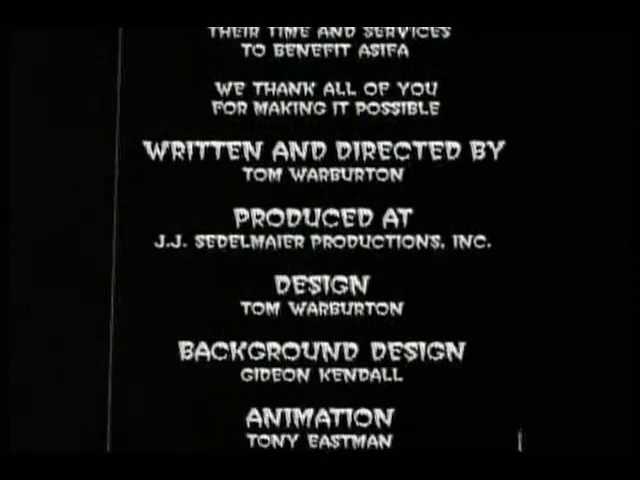 THEIR TIME AND SERVICES
TO BENEFIT ASIFA
WE THANK ALL OF YOU
FOR MAKING IT POSSIBLE
WRITTEN AND DIRECTED BY
TOM WARBURTON
PRODUCED AT
J.J. SEDELMAIER PRODUCTIONS, INC.
DESIGN
TOM WARBURTON
BACKGROUND DESIGN
GIDEON KENDALL
ANIMATION
TONY EASTMAN